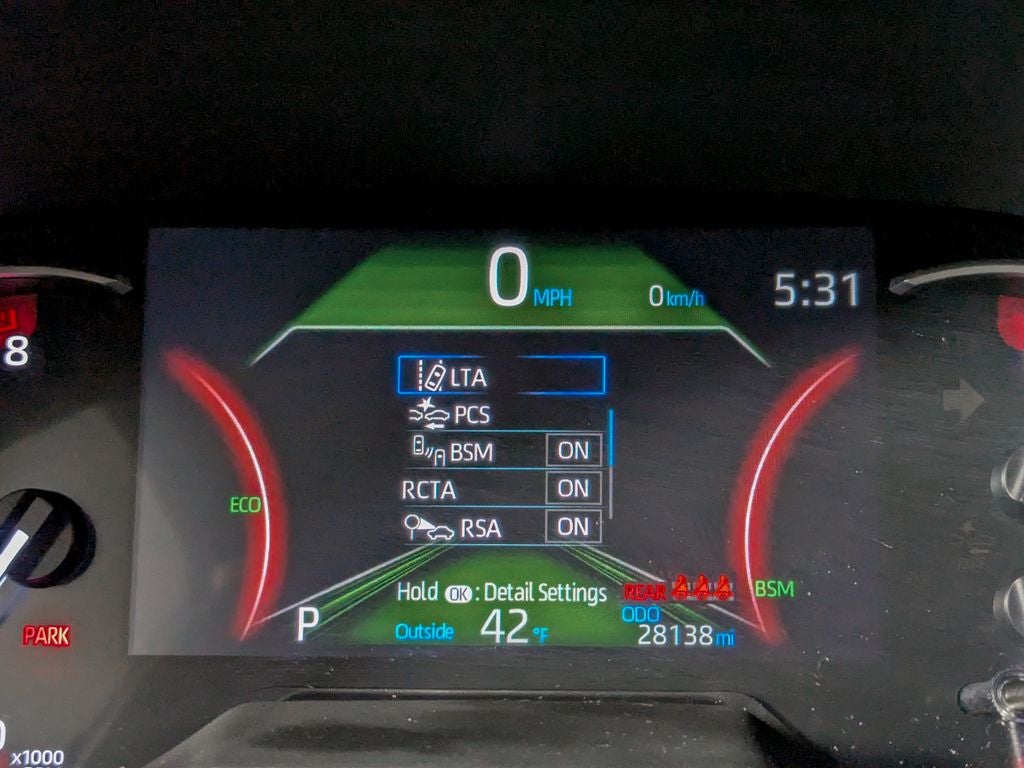 0 MPH 0 km/h 5:31
8
LTA
PCS
BSM ON
RCTA ON
ECO
RSA ON
Hold OK : Detail Settings REAR BSM
P Outside 42 °F ODO
28138 mi
PARK
x1000